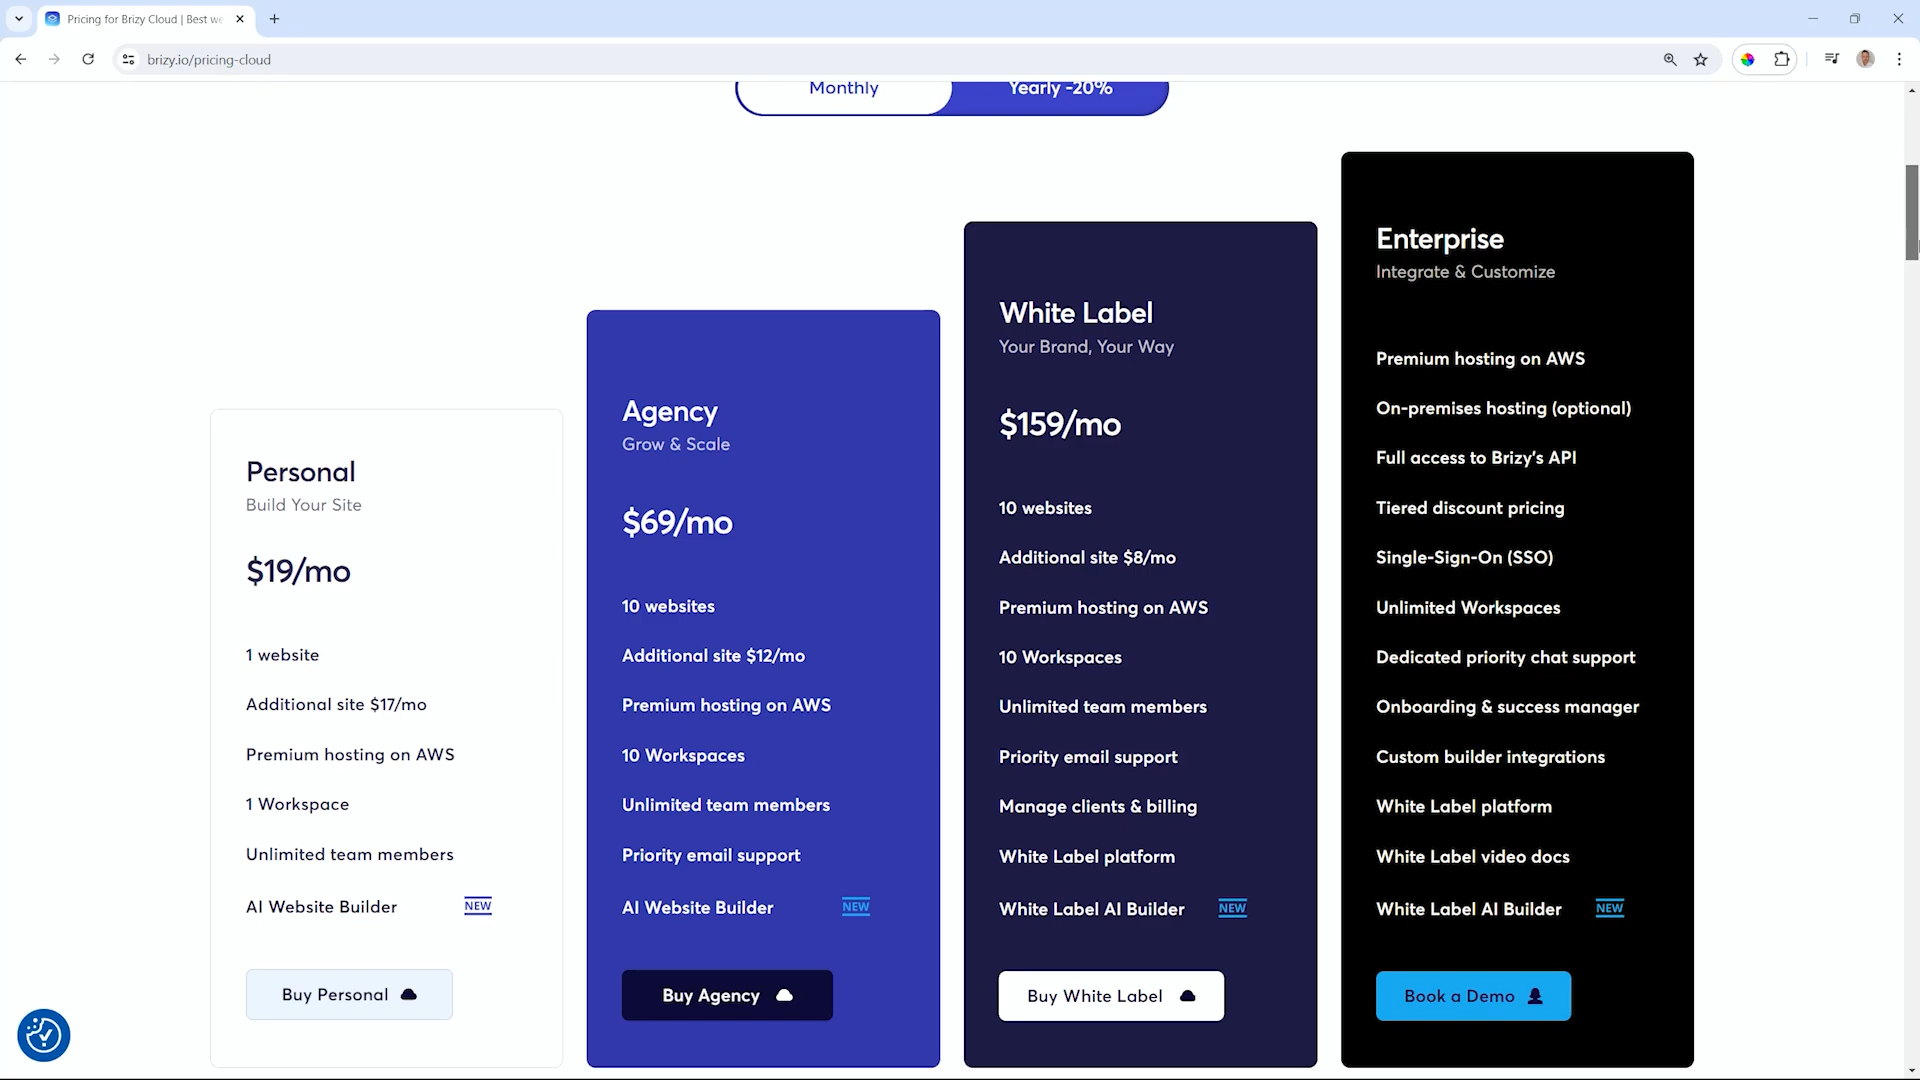 Pricing for Brizy Cloud | Best we
brizy.io/pricing-cloud
Monthly
Yearly -20%
Personal
Build Your Site
$19/mo
1 website
Additional site $17/mo
Premium hosting on AWS
1 Workspace
Unlimited team members
AI Website Builder NEW
Buy Personal
Agency
Grow & Scale
$69/mo
10 websites
Additional site $12/mo
Premium hosting on AWS
10 Workspaces
Unlimited team members
Priority email support
AI Website Builder NEW
Buy Agency
White Label
Your Brand, Your Way
$159/mo
10 websites
Additional site $8/mo
Premium hosting on AWS
10 Workspaces
Unlimited team members
Priority email support
Manage clients & billing
White Label platform
White Label AI Builder NEW
Buy White Label
Enterprise
Integrate & Customize
Premium hosting on AWS
On-premises hosting (optional)
Full access to Brizy's API
Tiered discount pricing
Single-Sign-On (SSO)
Unlimited Workspaces
Dedicated priority chat support
Onboarding & success manager
Custom builder integrations
White Label platform
White Label video docs
White Label AI Builder NEW
Book a Demo